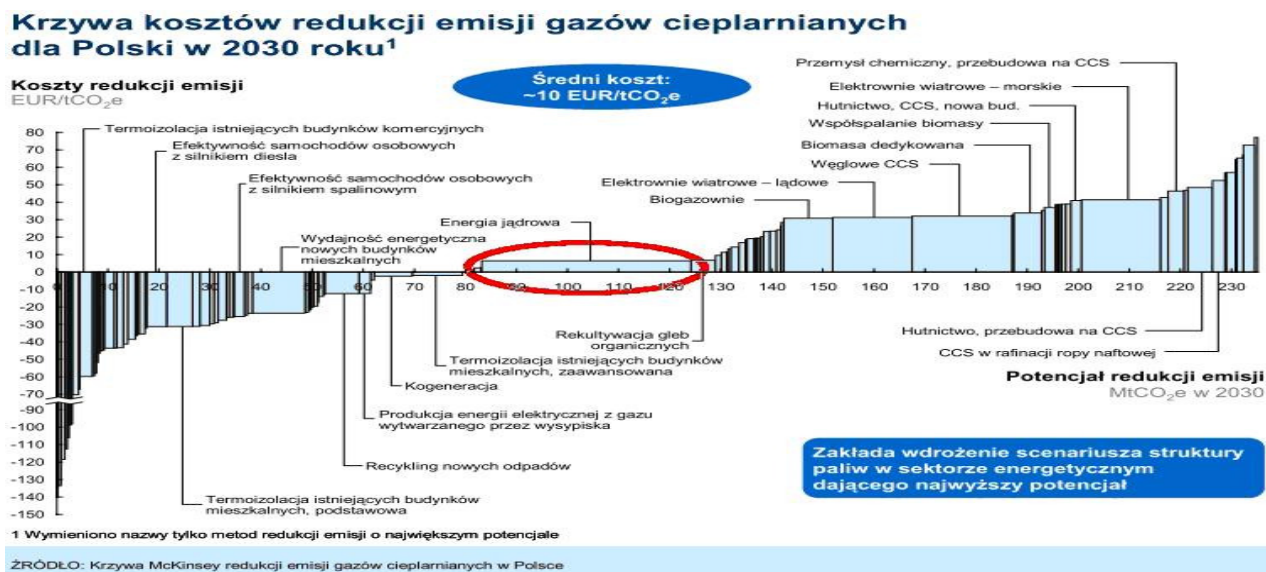 Krzywa kosztów redukcji emisji gazów cieplarnianych
dla Polski w 2030 roku¹
Koszty redukcji emisji
EUR/tCO₂e
Średni koszt:
~10 EUR/tCO₂e
Przemysł chemiczny, przebudowa na CCS
Elektrownie wiatrowe – morskie
Hutnictwo, CCS, nowa bud.
Współspalanie biomasy
Biomasa dedykowana
Węglowe CCS
Elektrownie wiatrowe – lądowe
Biogazownie
Energia jądrowa
Termoizolacja istniejących budynków komercyjnych
Efektywność samochodów osobowych
z silnikiem diesla
Efektywność samochodów osobowych
z silnikiem spalinowym
Wydajność energetyczna
nowych budynków
mieszkalnych
80
70
60
50
40
30
20
10
0
-10
-20
-30
-40
-50
-60
-70
-80
-90
-100
-110
-120
-130
-140
-150
0 10 20 30 40 50 60 70 80 90 100 110 120 130 140 150 160 170 180 190 200 210 220 230
Rekultywacja gleb
organicznych
Termoizolacja istniejących budynków
mieszkalnych, zaawansowana
Kogeneracja
Produkcja energii elektrycznej z gazu
wytwarzanego przez wysypiska
Recykling nowych odpadów
Termoizolacja istniejących budynków
mieszkalnych, podstawowa
Hutnictwo, przebudowa na CCS
CCS w rafinacji ropy naftowej
Potencjał redukcji emisji
MtCO₂e w 2030
Zakłada wdrożenie scenariusza struktury
paliw w sektorze energetycznym
dającego najwyższy potencjał
1 Wymieniono nazwy tylko metod redukcji emisji o największym potencjale
ŹRÓDŁO: Krzywa McKinsey redukcji emisji gazów cieplarnianych w Polsce